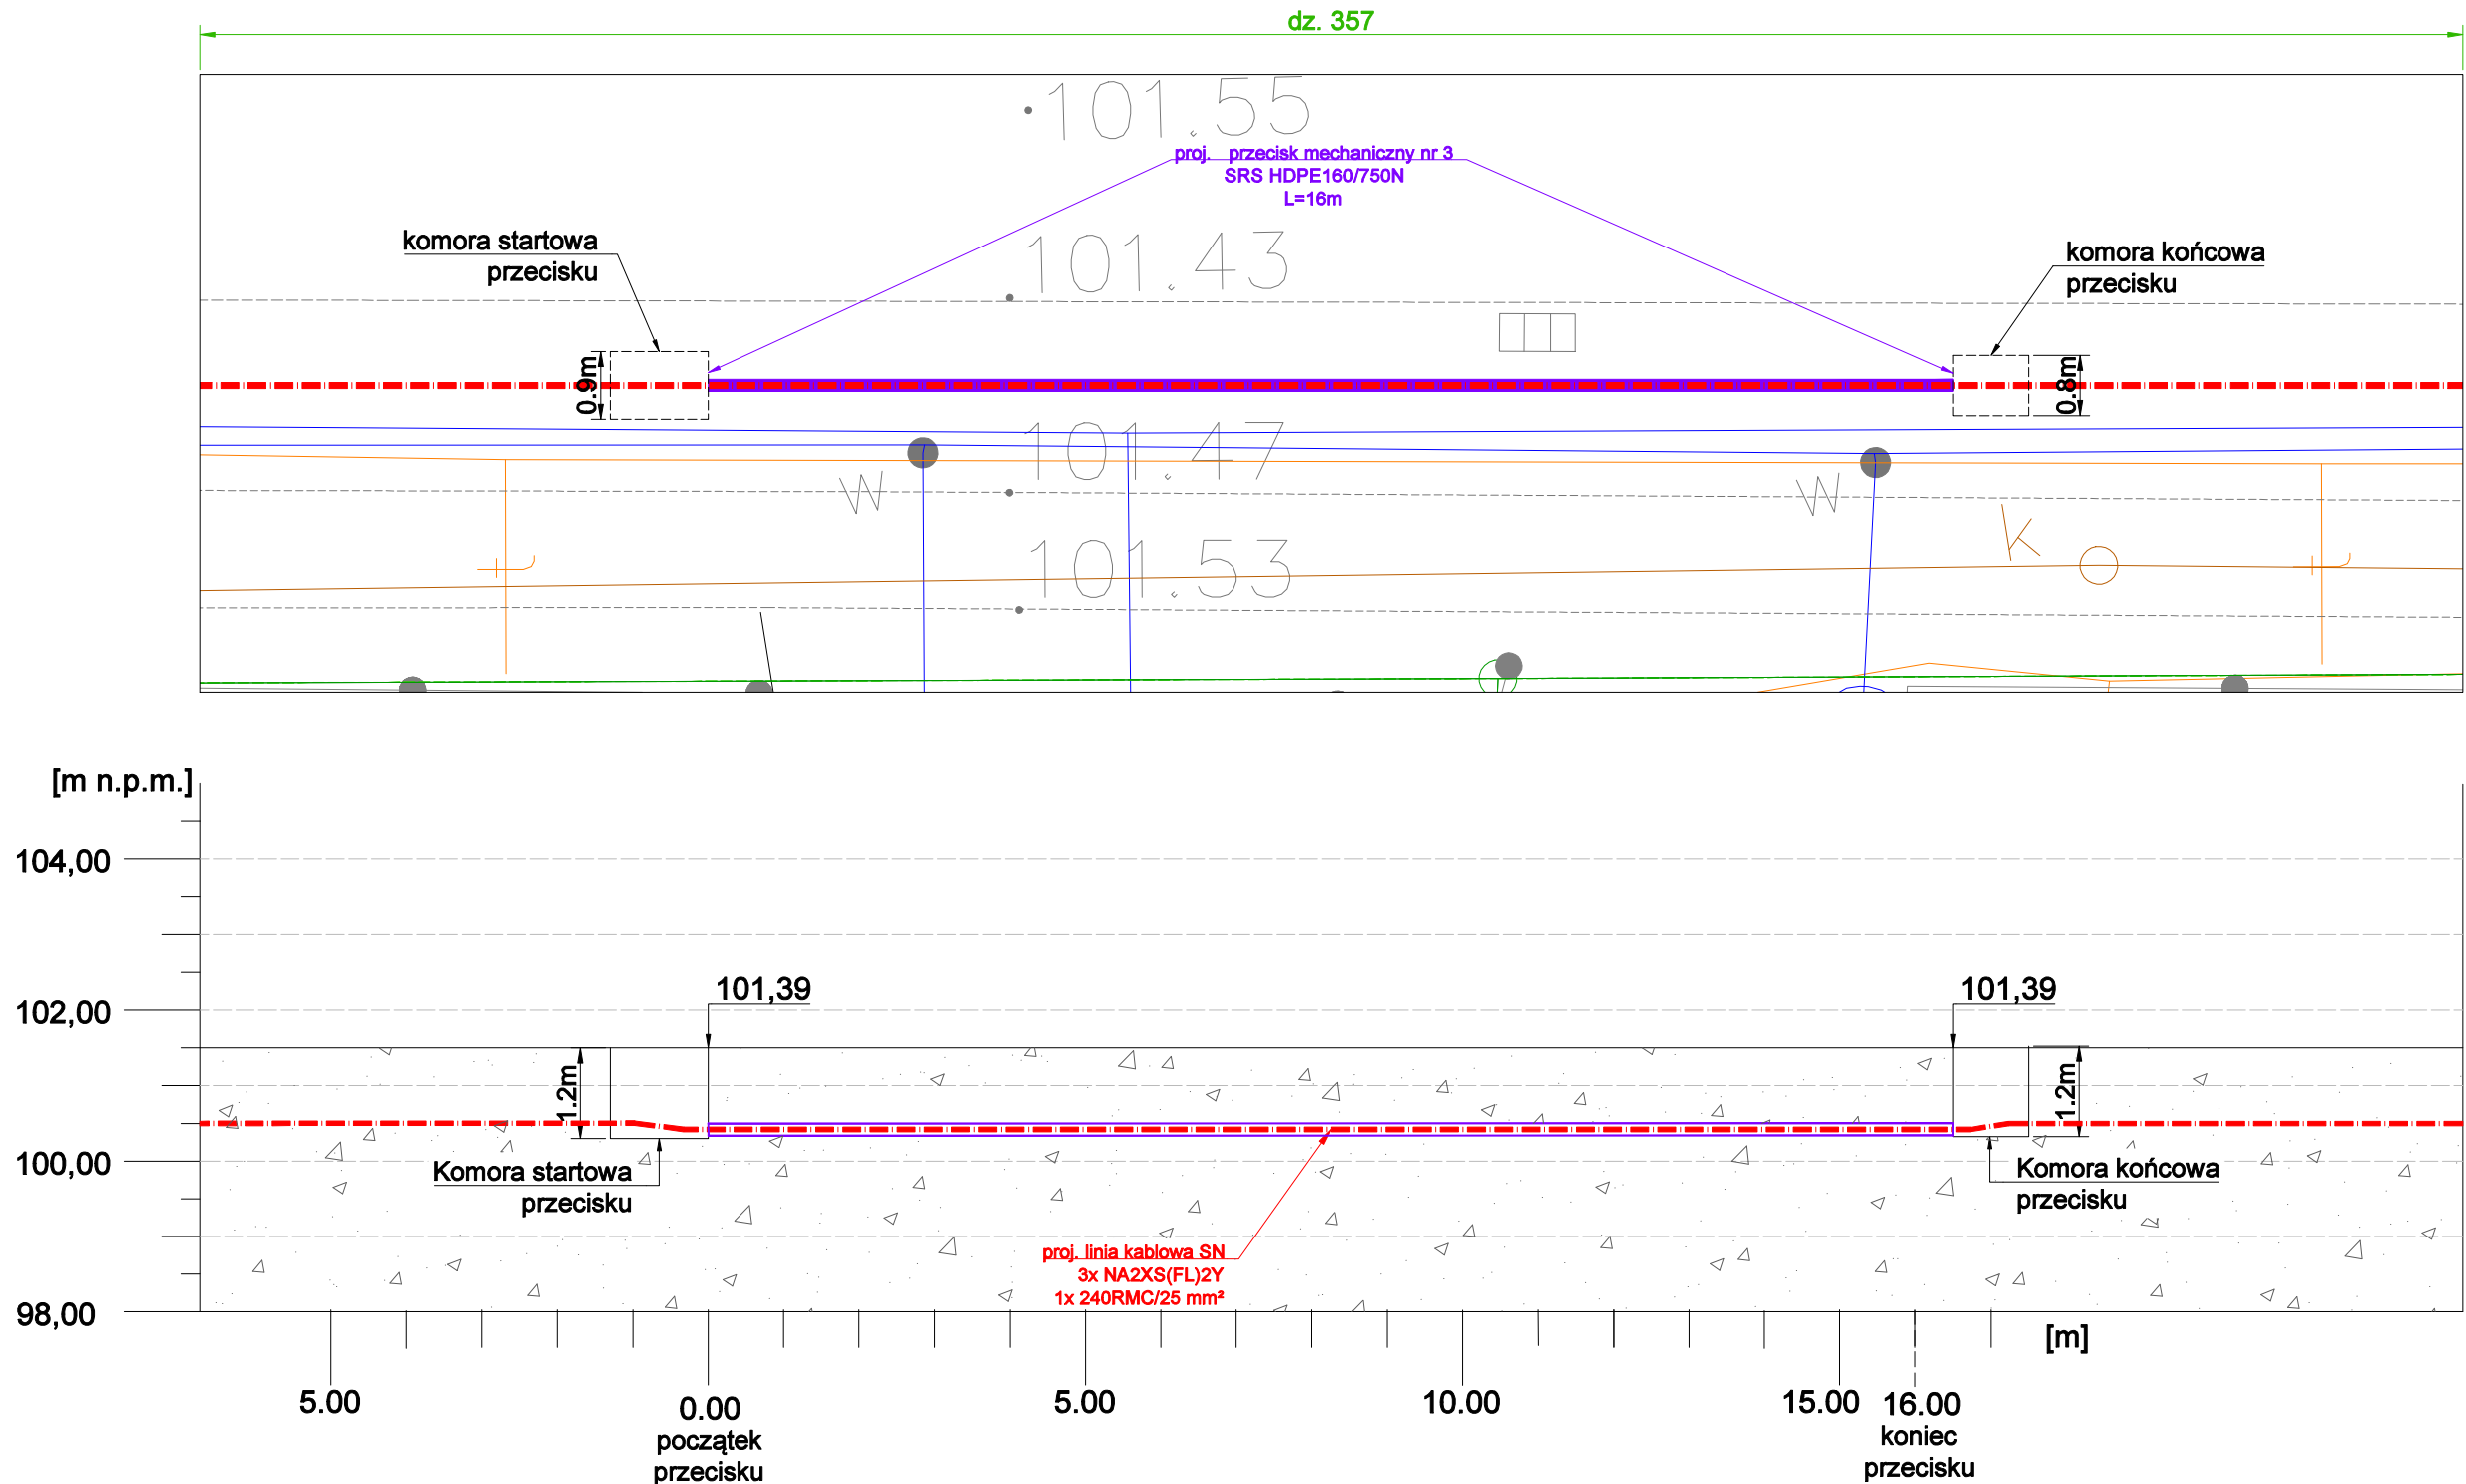 dz. 357
101.55
proj. przecisk mechaniczny nr 3
SRS HDPE160/750N
L=16m
komora startowa
przecisku
101.43
komora końcowa
przecisku
0.9m
0.8m
101.47
w
w
k
t
t
101.53
[m n.p.m.]
104,00
102,00
101,39
101,39
1.2m
1.2m
100,00
Komora startowa
przecisku
Komora końcowa
przecisku
proj. linia kablowa SN
3x NA2XS(FL)2Y
1x 240RMC/25 mm²
98,00
[m]
5.00
0.00
5.00
10.00
15.00
16.00
początek
przecisku
koniec
przecisku